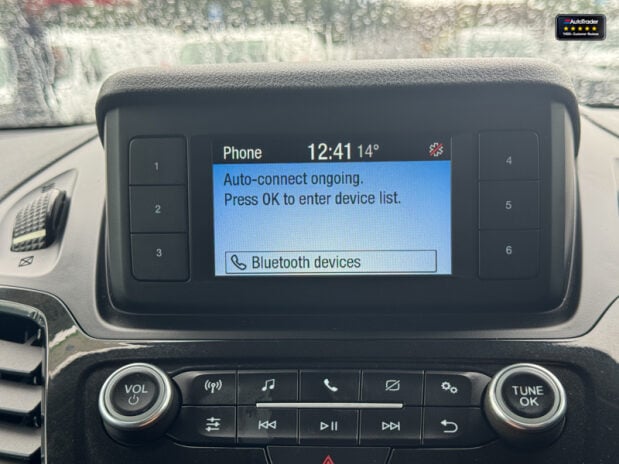 AutoTrader
Phone 12:41 14°
Auto-connect ongoing.
Press OK to enter device list.
Bluetooth devices
1
2
3
4
5
6
VOL
TUNE
OK